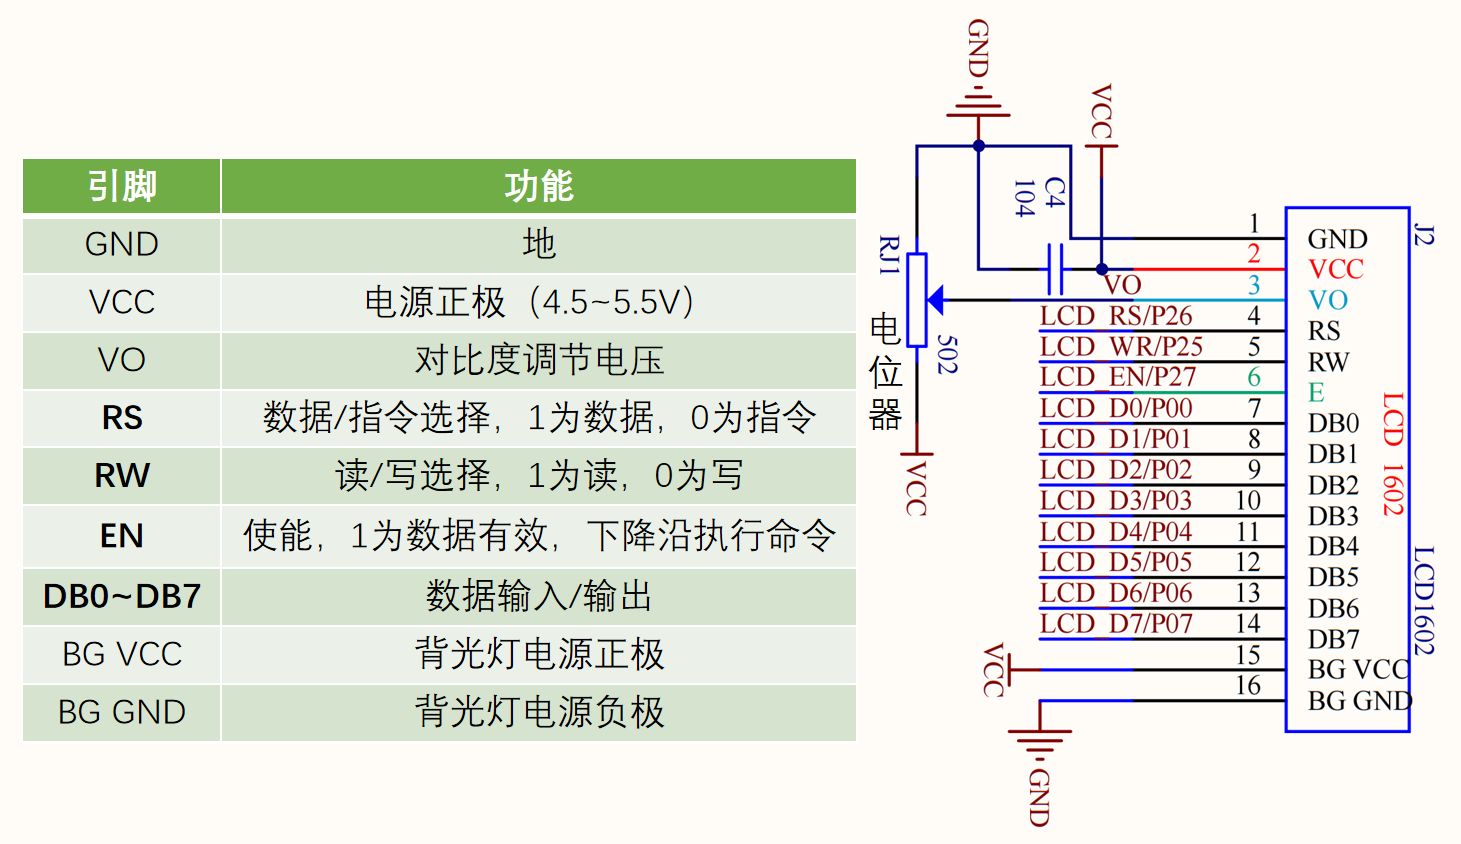 引脚 功能
GND 地
VCC 电源正极（4.5~5.5V）
VO 对比度调节电压
RS 数据/指令选择，1为数据，0为指令
RW 读/写选择，1为读，0为写
EN 使能，1为数据有效，下降沿执行命令
DB0~DB7 数据输入/输出
BG VCC 背光灯电源正极
BG GND 背光灯电源负极
GND
VCC
C4
104
RJ1
502
电位器
VCC
VO
J2
1 GND
2 VCC
3 VO
LCD_RS/P26 4 RS
LCD_WR/P25 5 RW
LCD_EN/P27 6 E
LCD_D0/P00 7 DB0
LCD_D1/P01 8 DB1
LCD_D2/P02 9 DB2
LCD_D3/P03 10 DB3
LCD_D4/P04 11 DB4
LCD_D5/P05 12 DB5
LCD_D6/P06 13 DB6
LCD_D7/P07 14 DB7
VCC 15 BG VCC
16 BG GND
GND
LCD 1602
LCD1602